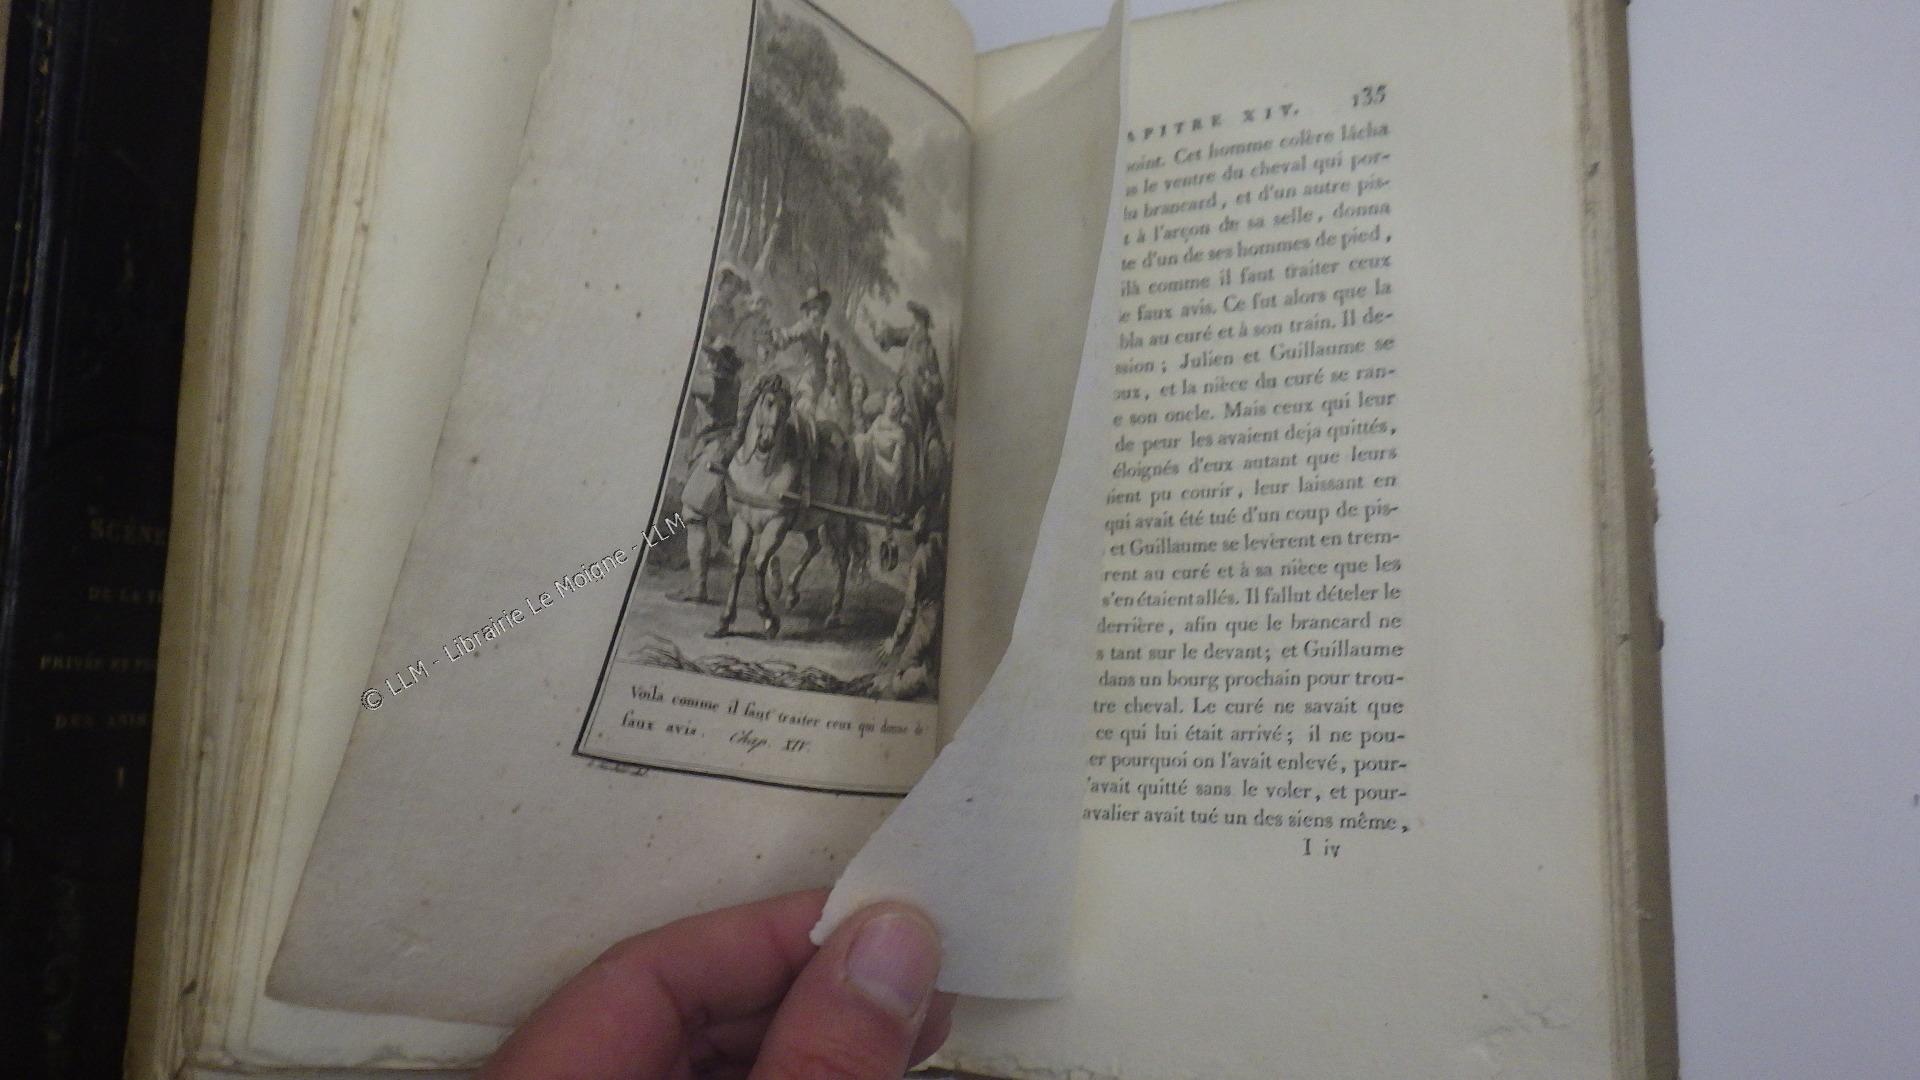 SCÈNE
DE LA
PRIVÉE ET
I
© LLM - Librairie Le Moigne - LLM
Voilà comme il faut traiter ceux qui donne de
faux avis. Chap. XIV.
APITRE XIV. 135
oint. Cet homme colère lâcha
le ventre du cheval qui por-
u brancard, et d'un autre pis-
t à l'arçon de sa selle, donna
te d'un de ses hommes de pied,
ilà comme il faut traiter ceux
e faux avis. Ce fut alors que la
bla au curé et à son train. Il de-
ssion ; Julien et Guillaume se
oux, et la nièce du curé se ran-
e son oncle. Mais ceux qui leur
de peur les avaient deja quittés,
éloignés d'eux autant que leurs
ient pu courir, leur laissant en
qui avait été tué d'un coup de pis-
et Guillaume se levèrent en trem-
rent au curé et à sa nièce que les
s'en étaient allés. Il fallut dételer le
derrière, afin que le brancard ne
s tant sur le devant; et Guillaume
dans un bourg prochain pour trou-
tre cheval. Le curé ne savait que
ce qui lui était arrivé ; il ne pou-
er pourquoi on l'avait enlevé, pour-
'avait quitté sans le voler, et pour-
avalier avait tué un des siens même,
I iv